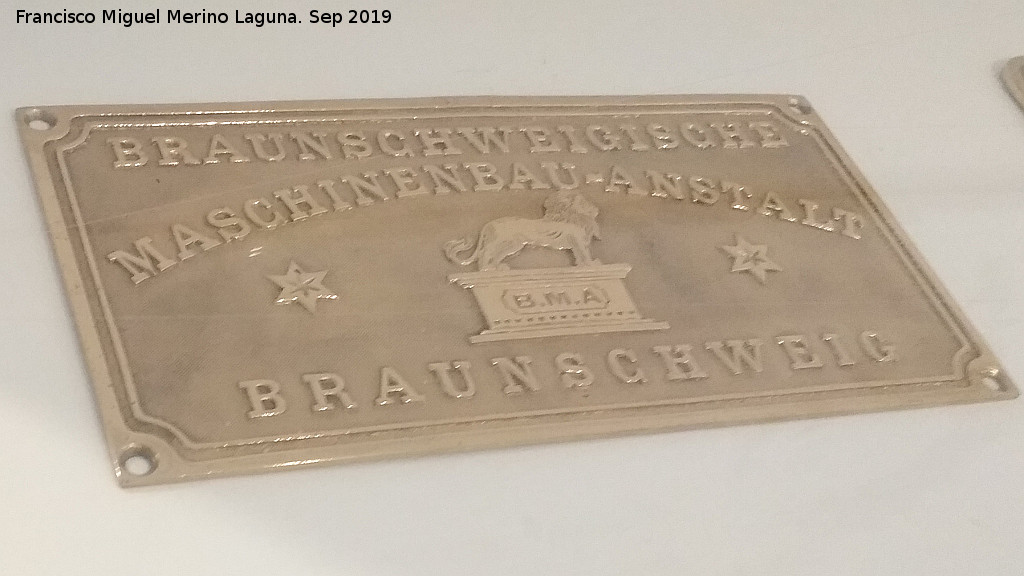 Francisco Miguel Merino Laguna. Sep 2019
BRAUNSCHWEIGISCHE
MASCHINENBAU-ANSTALT
(B.M.A)
BRAUNSCHWEIG